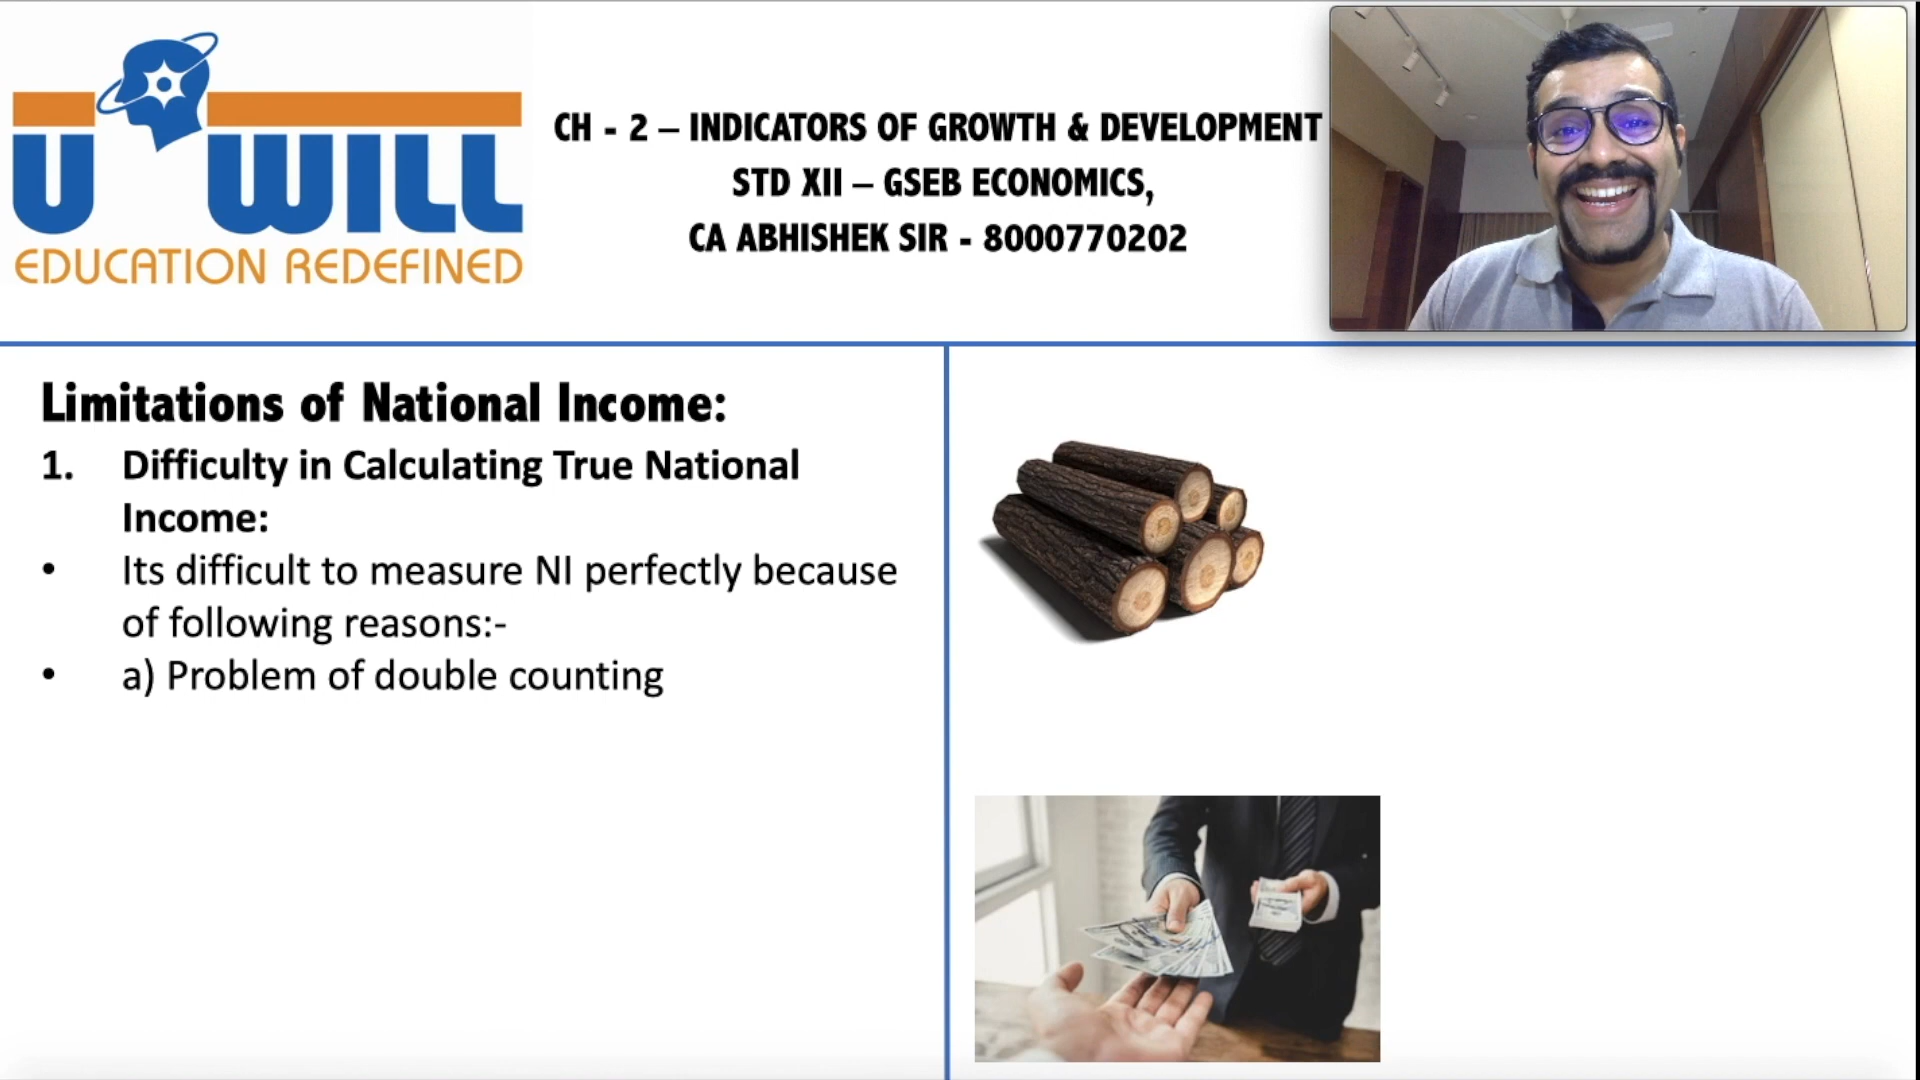 U WILL
EDUCATION REDEFINED
CH - 2 – INDICATORS OF GROWTH & DEVELOPMENT
STD XII – GSEB ECONOMICS,
CA ABHISHEK SIR - 8000770202
Limitations of National Income:
1. Difficulty in Calculating True National
Income:
• Its difficult to measure NI perfectly because
of following reasons:-
• a) Problem of double counting